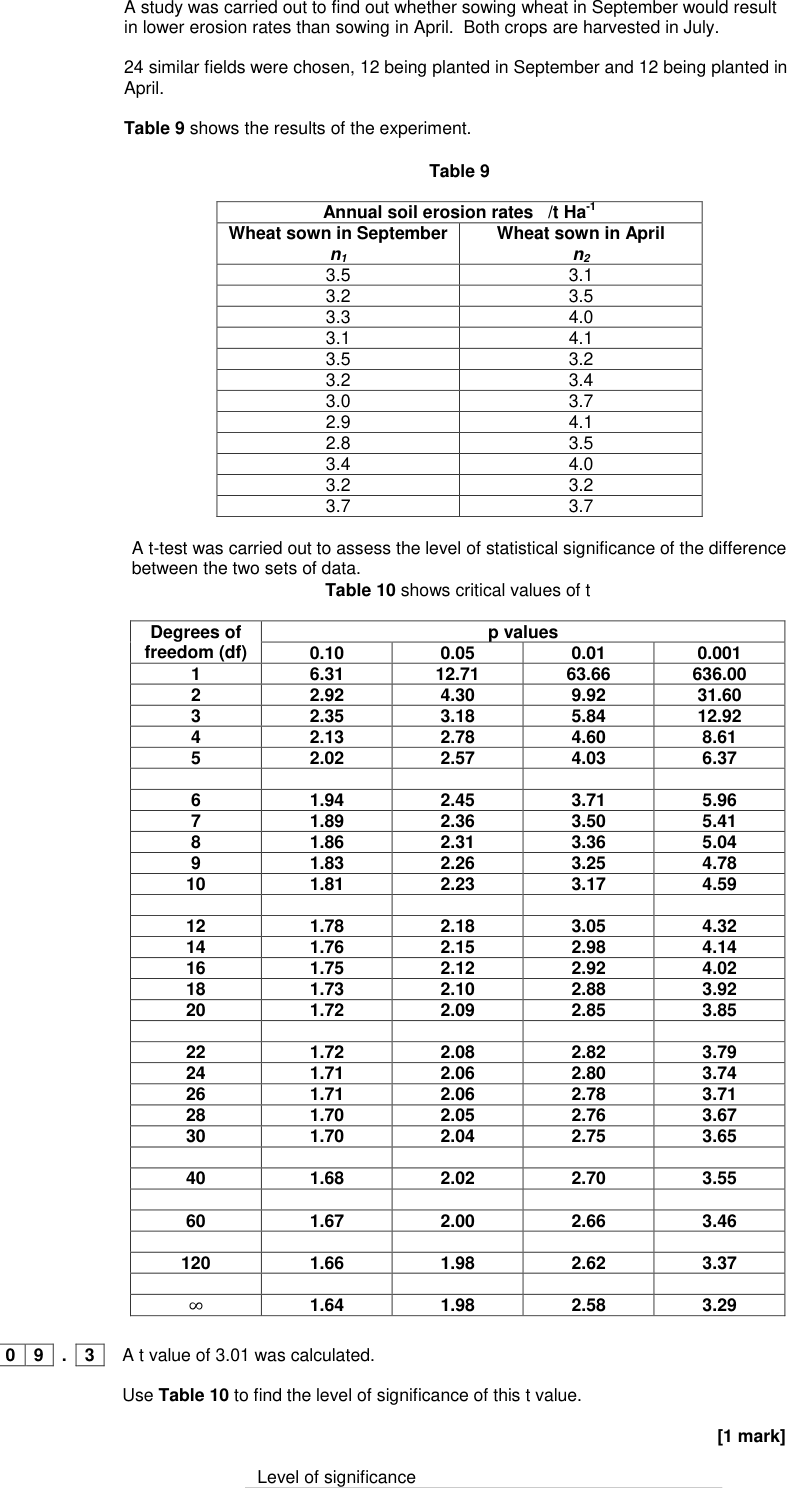 A study was carried out to find out whether sowing wheat in September would result
in lower erosion rates than sowing in April.  Both crops are harvested in July.
24 similar fields were chosen, 12 being planted in September and 12 being planted in
April.
Table 9 shows the results of the experiment.
Table 9
Annual soil erosion rates   /t Ha-1
Wheat sown in September Wheat sown in April
n1 n2
3.5 3.1
3.2 3.5
3.3 4.0
3.1 4.1
3.5 3.2
3.2 3.4
3.0 3.7
2.9 4.1
2.8 3.5
3.4 4.0
3.2 3.2
3.7 3.7
A t-test was carried out to assess the level of statistical significance of the difference
between the two sets of data.
Table 10 shows critical values of t
Degrees of p values
freedom (df) 0.10 0.05 0.01 0.001
1 6.31 12.71 63.66 636.00
2 2.92 4.30 9.92 31.60
3 2.35 3.18 5.84 12.92
4 2.13 2.78 4.60 8.61
5 2.02 2.57 4.03 6.37
6 1.94 2.45 3.71 5.96
7 1.89 2.36 3.50 5.41
8 1.86 2.31 3.36 5.04
9 1.83 2.26 3.25 4.78
10 1.81 2.23 3.17 4.59
12 1.78 2.18 3.05 4.32
14 1.76 2.15 2.98 4.14
16 1.75 2.12 2.92 4.02
18 1.73 2.10 2.88 3.92
20 1.72 2.09 2.85 3.85
22 1.72 2.08 2.82 3.79
24 1.71 2.06 2.80 3.74
26 1.71 2.06 2.78 3.71
28 1.70 2.05 2.76 3.67
30 1.70 2.04 2.75 3.65
40 1.68 2.02 2.70 3.55
60 1.67 2.00 2.66 3.46
120 1.66 1.98 2.62 3.37
∞ 1.64 1.98 2.58 3.29
0 9 . 3 A t value of 3.01 was calculated.
Use Table 10 to find the level of significance of this t value.
[1 mark]
Level of significance